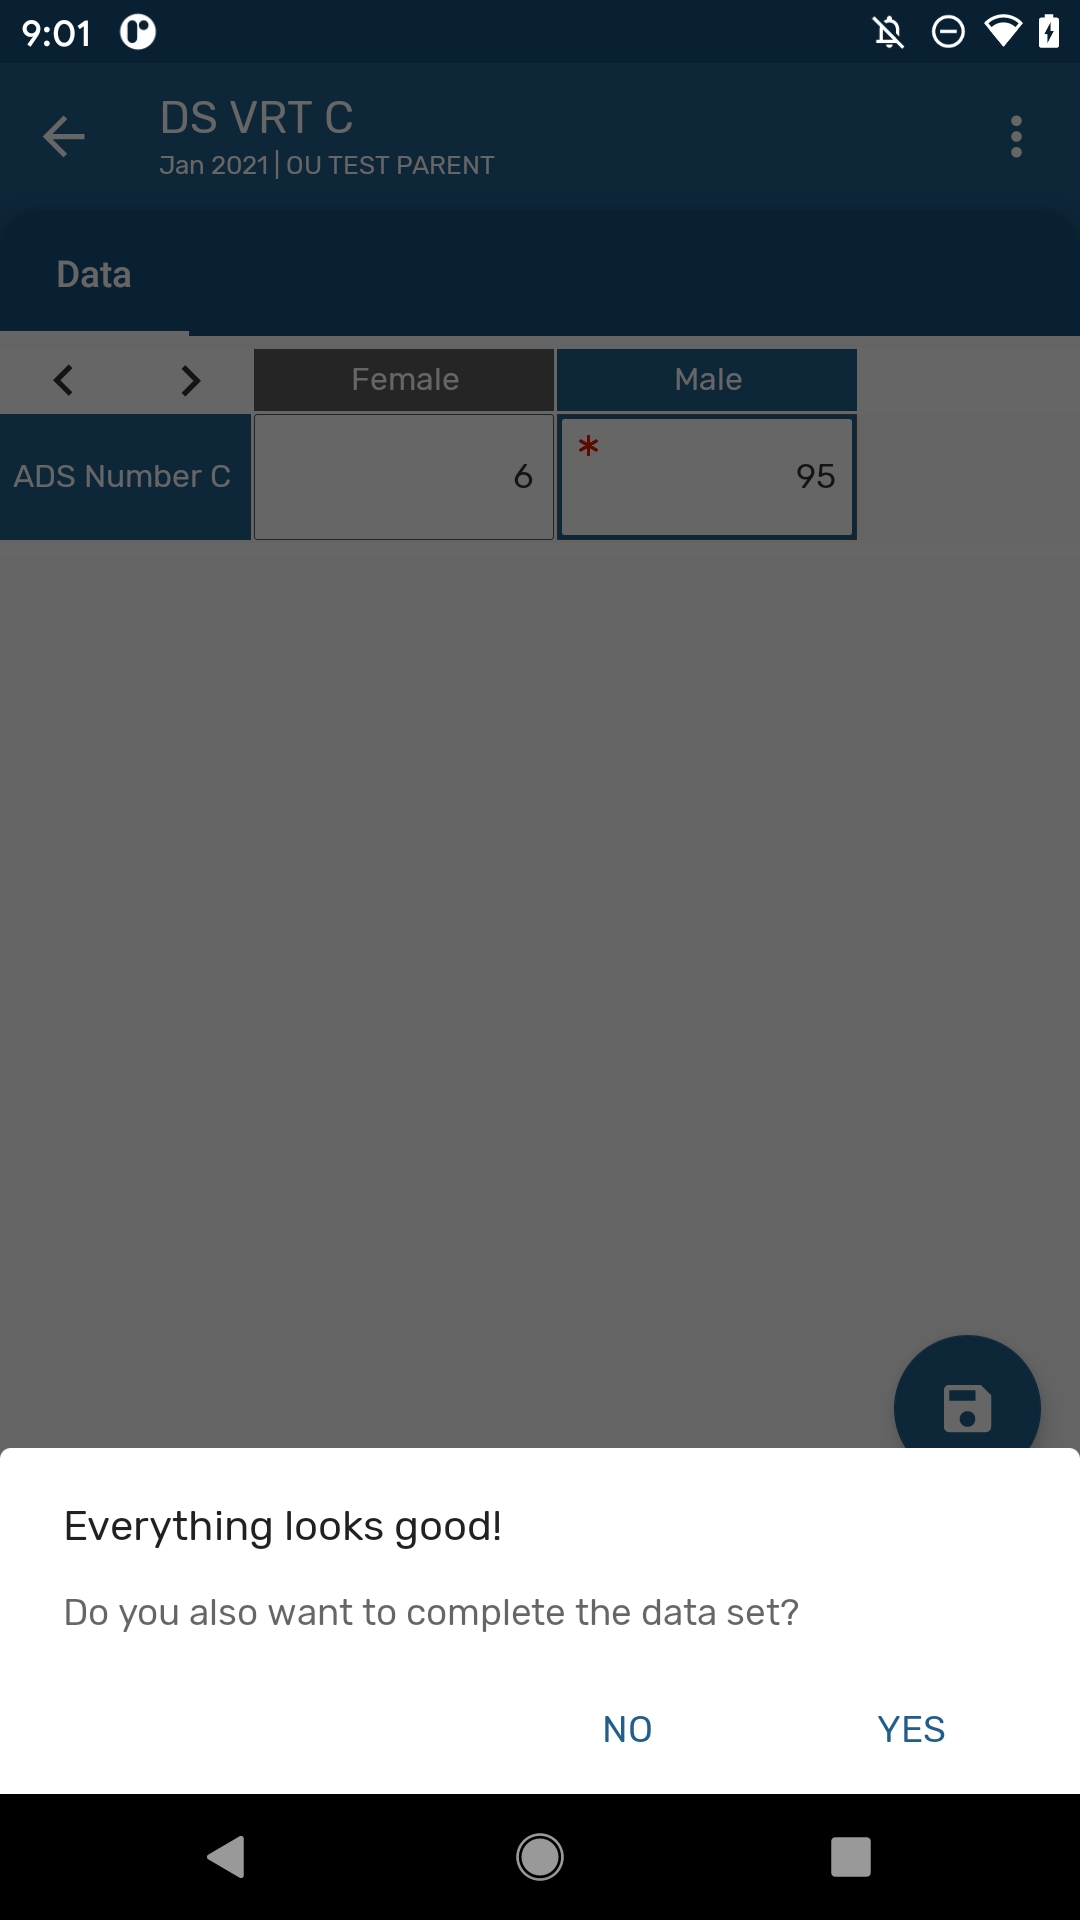 9:01
DS VRT C
Jan 2021 | OU TEST PARENT
Data
Female Male
ADS Number C 6 * 95
Everything looks good!
Do you also want to complete the data set?
NO YES